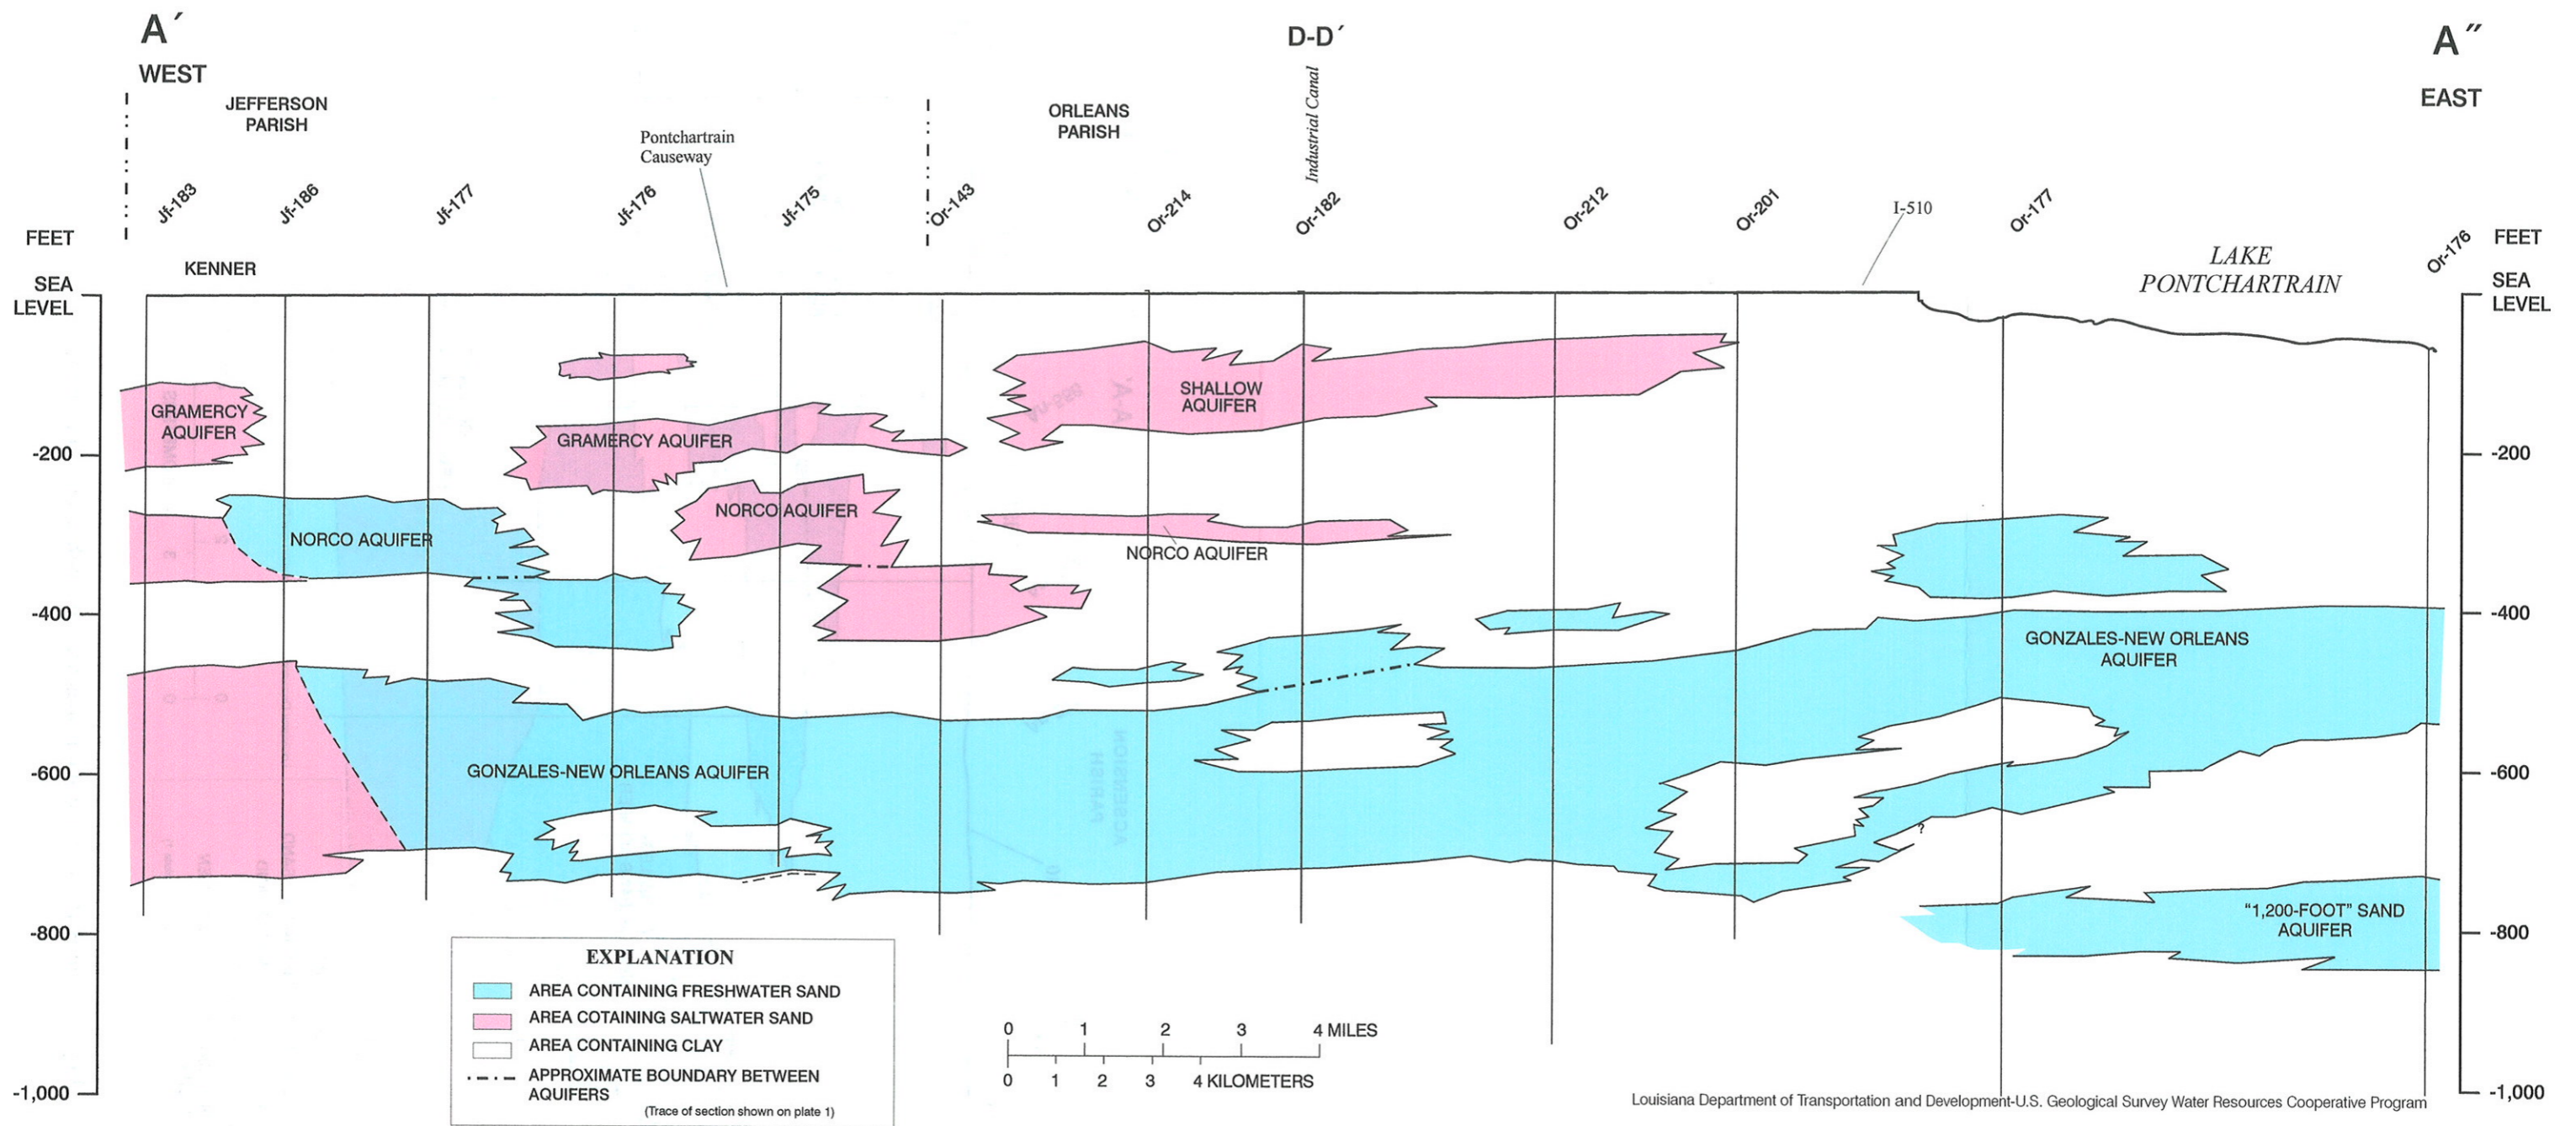 A´
D-D´
A˝
WEST
EAST
JEFFERSON
PARISH
Pontchartrain
Causeway
ORLEANS
PARISH
Industrial Canal
Jf-183
Jf-186
Jf-177
Jf-176
Jf-175
Or-143
Or-214
Or-182
Or-212
Or-201
I-510
Or-177
Or-176
FEET
FEET
KENNER
LAKE
PONTCHARTRAIN
SEA
LEVEL
SEA
LEVEL
GRAMERCY
AQUIFER
GRAMERCY AQUIFER
SHALLOW
AQUIFER
-200
-200
NORCO AQUIFER
NORCO AQUIFER
NORCO AQUIFER
-400
-400
GONZALES-NEW ORLEANS
AQUIFER
GONZALES-NEW ORLEANS AQUIFER
-600
-600
?
-800
-800
"1,200-FOOT" SAND
AQUIFER
EXPLANATION
AREA CONTAINING FRESHWATER SAND
AREA COTAINING SALTWATER SAND
AREA CONTAINING CLAY
APPROXIMATE BOUNDARY BETWEEN
AQUIFERS
(Trace of section shown on plate 1)
0 1 2 3 4 MILES
0 1 2 3 4 KILOMETERS
-1,000
-1,000
Louisiana Department of Transportation and Development-U.S. Geological Survey Water Resources Cooperative Program